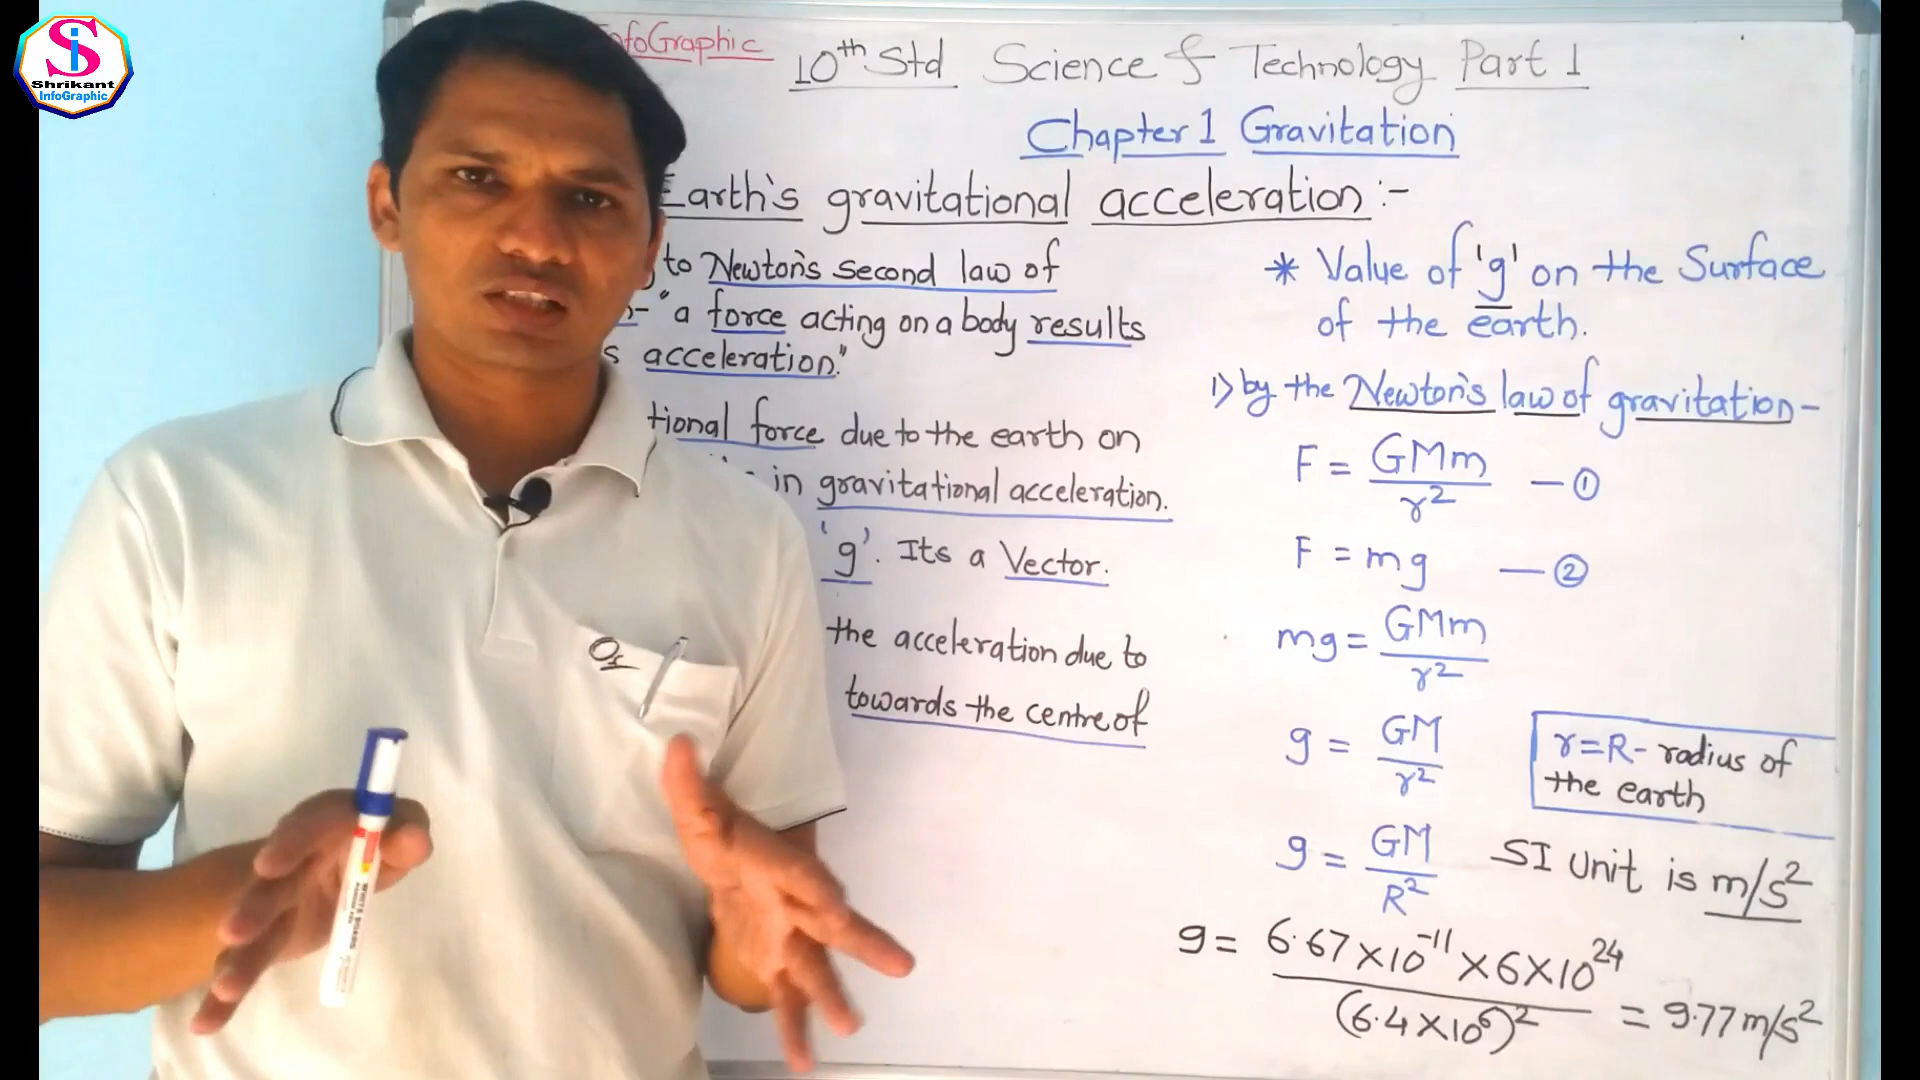 Si
Shrikant
InfoGraphic
foGraphic
10th Std Science & Technology Part 1
Chapter 1 Gravitation
Earth's gravitational acceleration :-
to Newton's second law of
- "a force acting on a body results
s acceleration."
tional force due to the earth on
in gravitational acceleration.
'g'. Its a Vector.
the acceleration due to
towards the centre of
* Value of 'g' on the Surface
of the earth.
1) by the Newton's law of gravitation -
F = GMm/r² — ①
F = mg — ②
mg = GMm/r²
g = GM/r²
r = R - radius of
the earth
g = GM/R² SI Unit is m/s²
g = 6.67×10⁻¹¹ × 6×10²⁴/(6.4×10⁶)² = 9.77 m/s²
WHITE BOARD